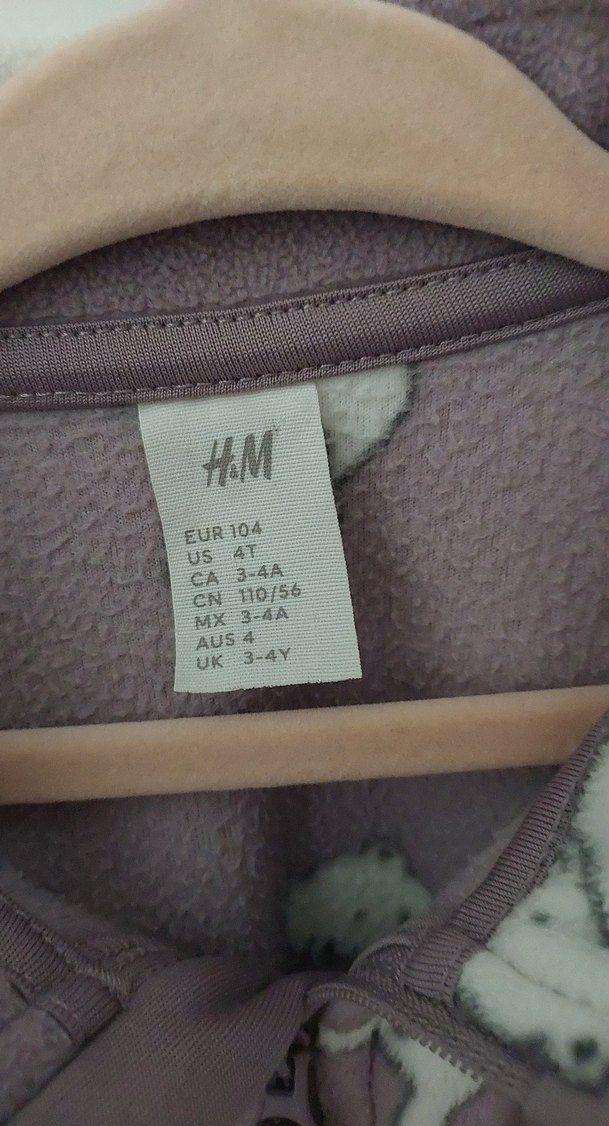 H&M
EUR 104
US 4T
CA 3-4A
CN 110/56
MX 3-4A
AUS 4
UK 3-4Y